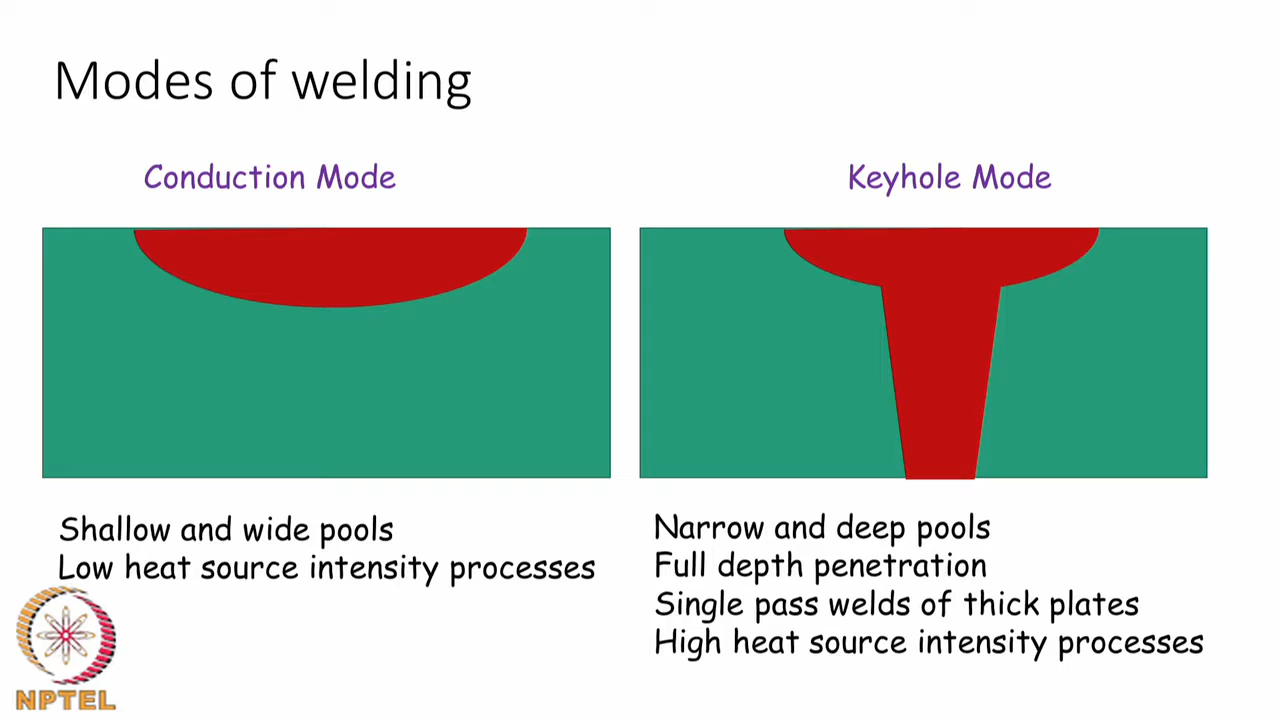 Modes of welding
Conduction Mode
Keyhole Mode
Shallow and wide pools
Low heat source intensity processes
Narrow and deep pools
Full depth penetration
Single pass welds of thick plates
High heat source intensity processes
NPTEL